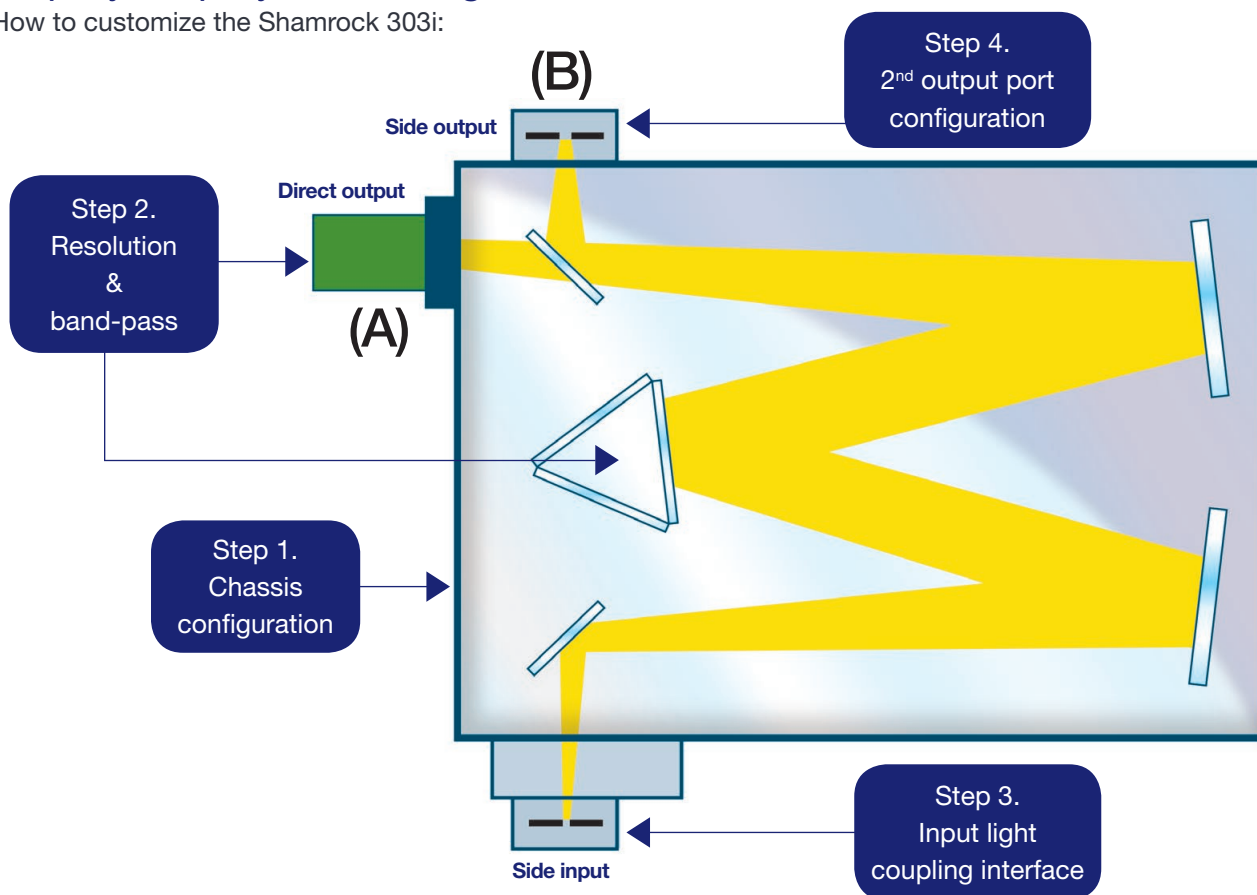 How to customize the Shamrock 303i:
(B)
Step 4.
2nd output port
configuration
Side output
Direct output
Step 2.
Resolution
&
band-pass
(A)
Step 1.
Chassis
configuration
Step 3.
Input light
coupling interface
Side input